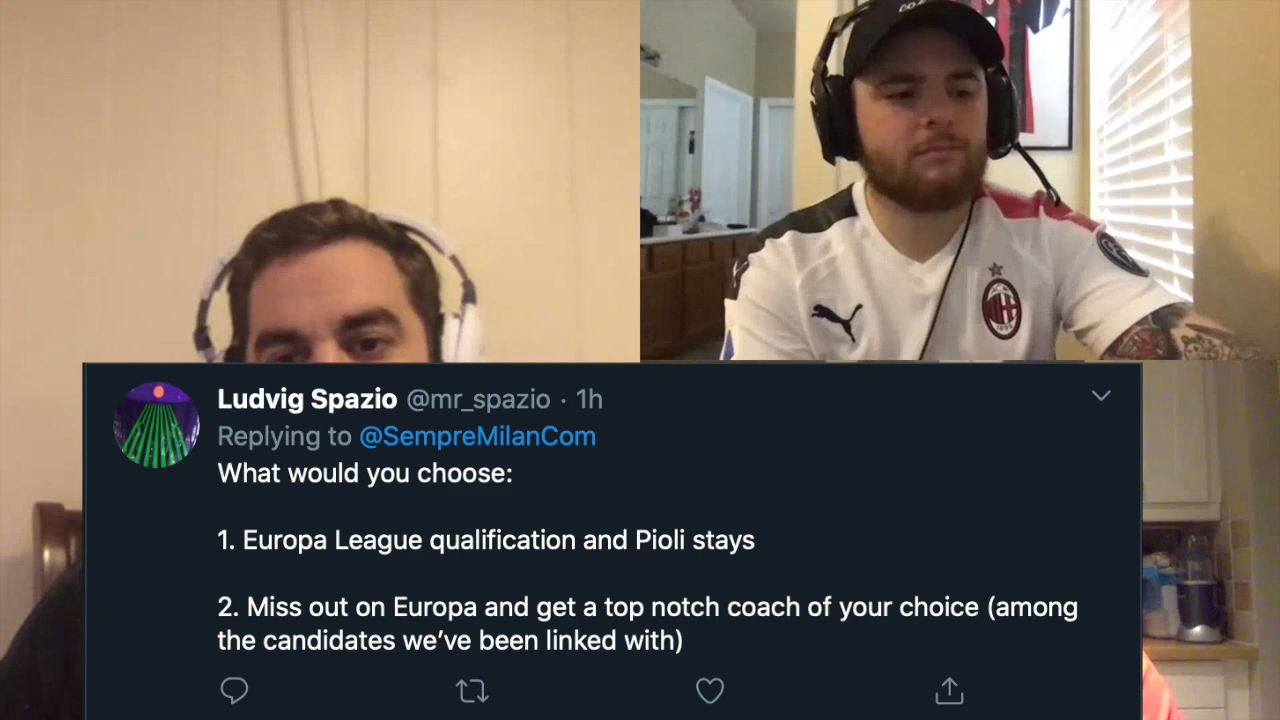 Ludvig Spazio @mr_spazio · 1h
Replying to @SempreMilanCom
What would you choose:
1. Europa League qualification and Pioli stays
2. Miss out on Europa and get a top notch coach of your choice (among
the candidates we’ve been linked with)